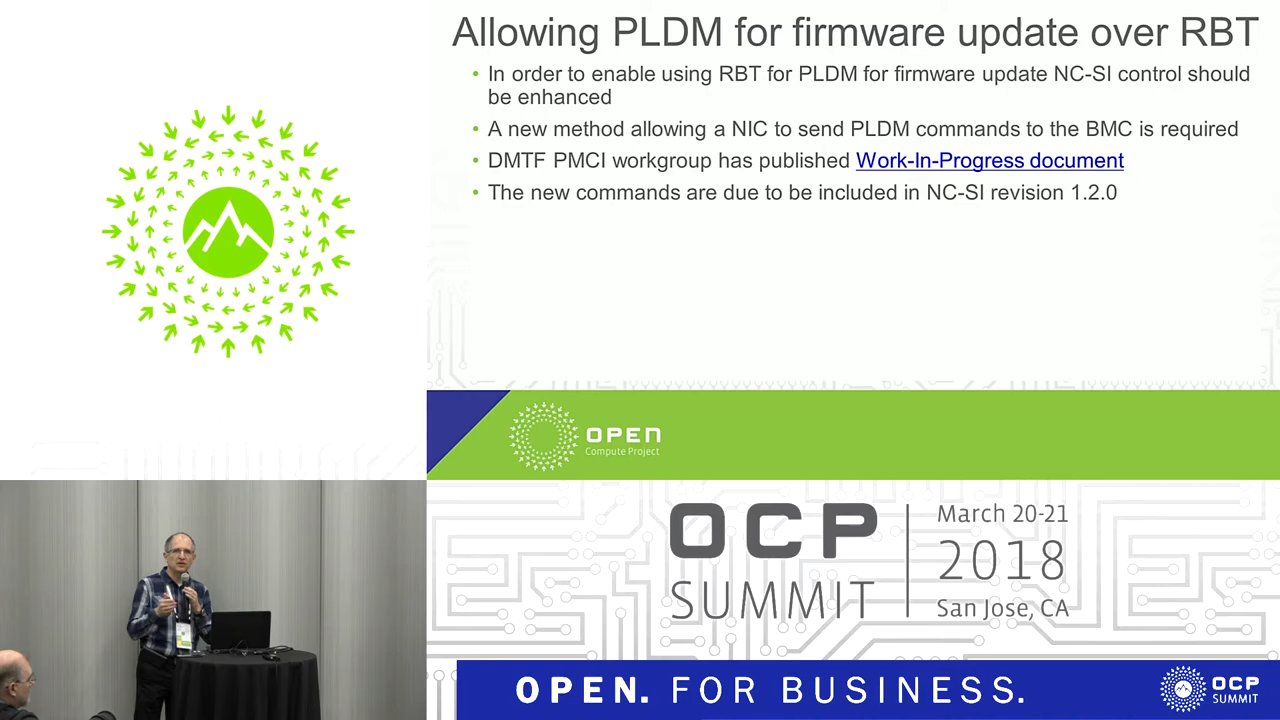 Allowing PLDM for firmware update over RBT
• In order to enable using RBT for PLDM for firmware update NC-SI control should
be enhanced
• A new method allowing a NIC to send PLDM commands to the BMC is required
• DMTF PMCI workgroup has published Work-In-Progress document
• The new commands are due to be included in NC-SI revision 1.2.0
OPEN
Compute Project
OCP
SUMMIT
March 20-21
2018
San Jose, CA
OPEN. FOR BUSINESS.
OCP
SUMMIT